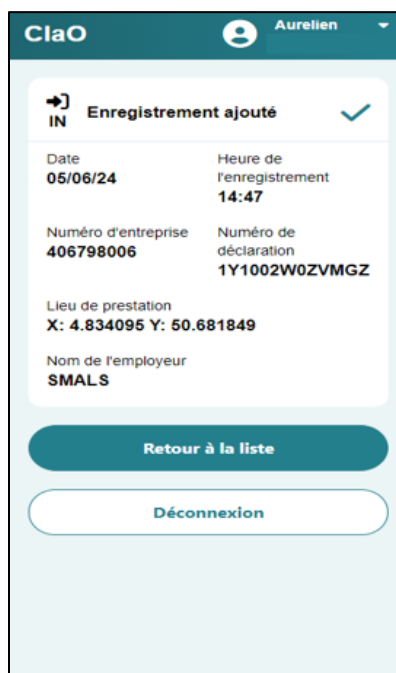 ClaO
Aurelien
IN Enregistrement ajouté
Date
05/06/24
Heure de
l'enregistrement
14:47
Numéro d'entreprise
406798006
Numéro de
déclaration
1Y1002W0ZVMGZ
Lieu de prestation
X: 4.834095 Y: 50.681849
Nom de l'employeur
SMALS
Retour à la liste
Déconnexion